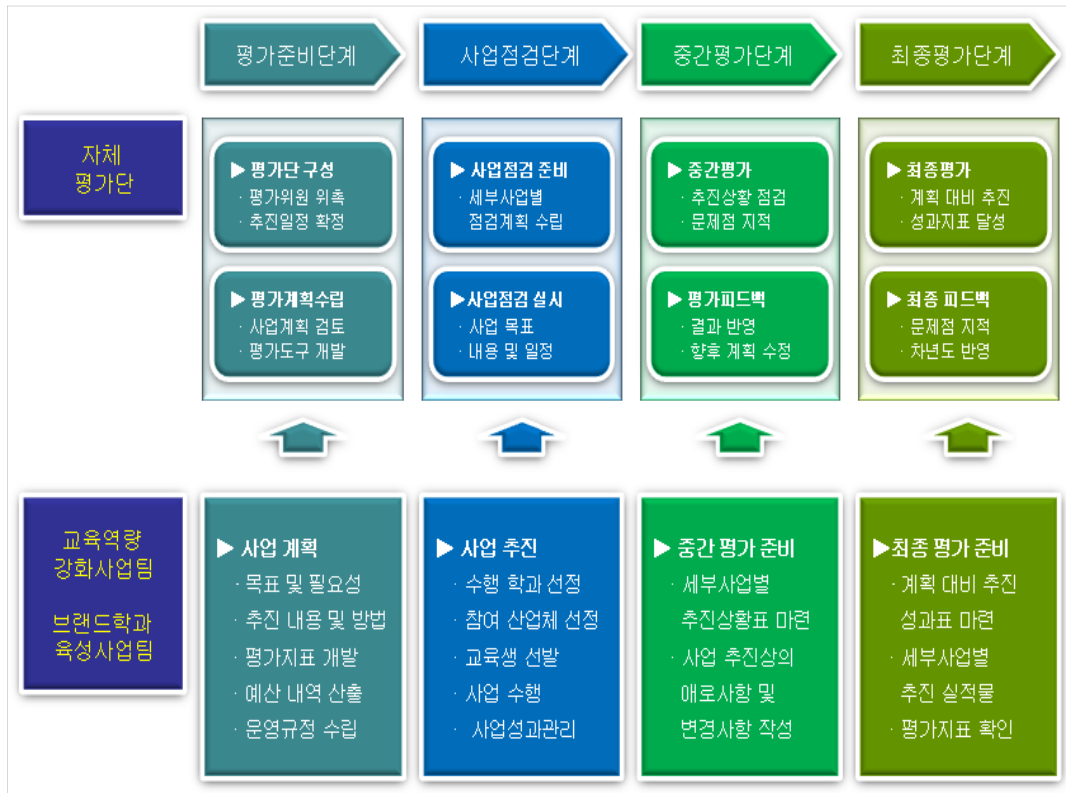 평가준비단계
사업점검단계
중간평가단계
최종평가단계
자체
평가단
▶ 평가단 구성
· 평가위원 위촉
· 추진일정 확정
▶ 사업점검 준비
· 세부사업별
점검계획 수립
▶ 중간평가
· 추진상황 점검
· 문제점 지적
▶ 최종평가
· 계획 대비 추진
· 성과지표 달성
▶ 평가계획수립
· 사업계획 검토
· 평가도구 개발
▶사업점검 실시
· 사업 목표
· 내용 및 일정
▶ 평가피드백
· 결과 반영
· 향후 계획 수정
▶ 최종 피드백
· 문제점 지적
· 차년도 반영
교육역량
강화사업팀
브랜드학과
육성사업팀
▶ 사업 계획
· 목표 및 필요성
· 추진 내용 및 방법
· 평가지표 개발
· 예산 내역 산출
· 운영규정 수립
▶ 사업 추진
· 수행 학과 선정
· 참여 산업체 선정
· 교육생 선발
· 사업 수행
· 사업성과관리
▶ 중간 평가 준비
· 세부사업별
추진상황표 마련
· 사업 추진상의
애로사항 및
변경사항 작성
▶최종 평가 준비
· 계획 대비 추진
성과표 마련
· 세부사업별
추진 실적물
· 평가지표 확인